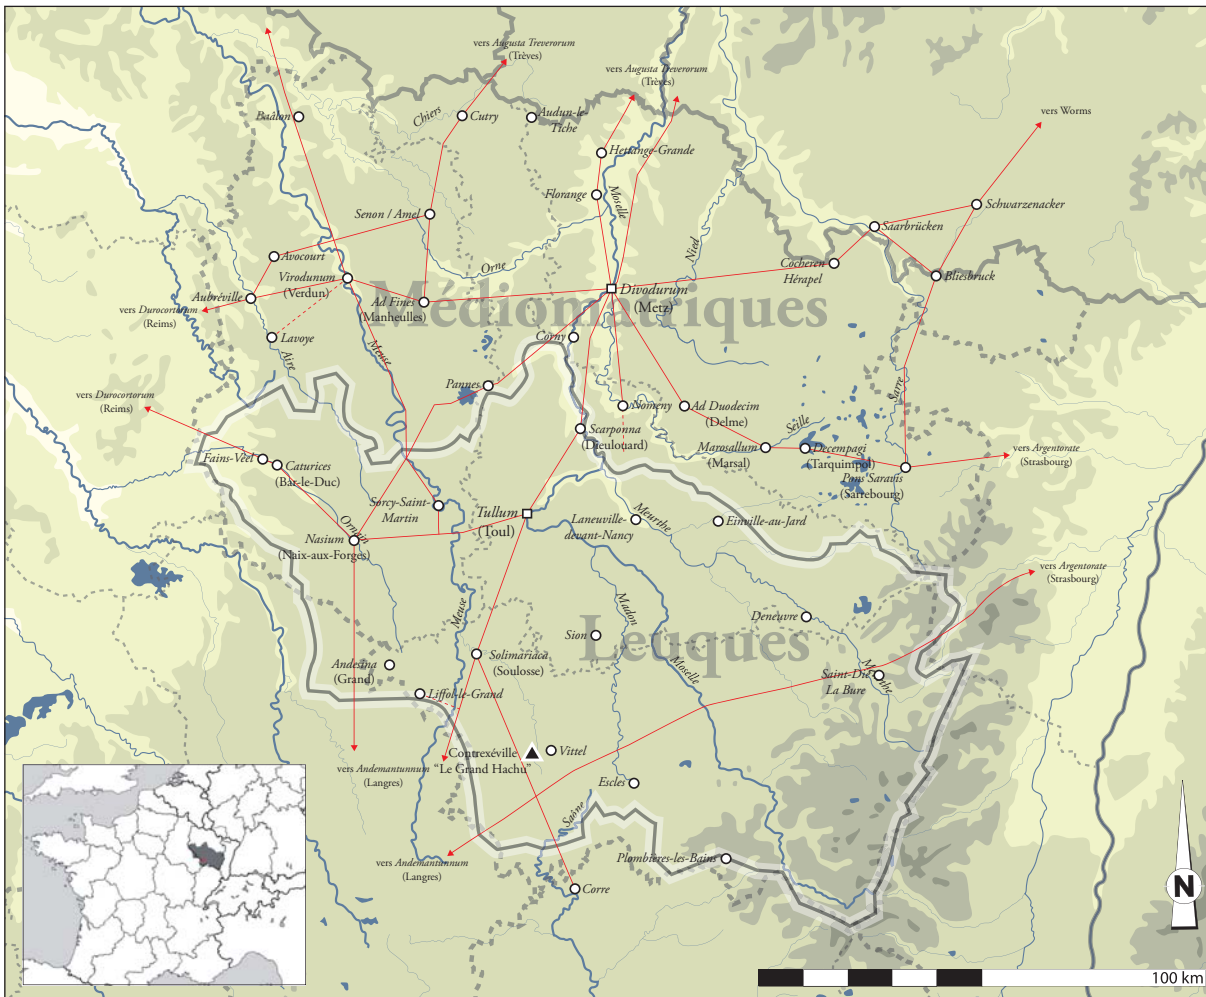 vers Augusta Treverorum
(Trèves)
vers Augusta Treverorum
(Trèves)
Baâlon
Chiers
Cutry
Audun-le-
Tiche
vers Worms
Hettange-Grande
Florange
Moselle
Senon / Amel
Schwarzenacker
Saarbrücken
Nied
Avocourt
Orne
Cocheren
Hérapel
Virodunum
(Verdun)
Bliesbruck
Aubréville
Ad Fines
(Manheulles)
Divodurum
(Metz)
Médiomatriques
vers Durocortorum
(Reims)
Lavoye
Aire
Meuse
Corny
Pannes
Sarre
vers Durocortorum
(Reims)
Nomeny
Ad Duodecim
(Delme)
Seille
Scarponna
(Dieulouard)
Marosallum
(Marsal)
Decempagi
(Tarquimpol)
vers Argentorate
(Strasbourg)
Fains-Véel
Caturices
(Bar-le-Duc)
Pons Saravis
(Sarrebourg)
Sorcy-Saint-
Martin
Tullum
(Toul)
Laneuville-
devant-Nancy
Meurthe
Einville-au-Jard
Ornain
Nasium
(Naix-aux-Forges)
vers Argentorate
(Strasbourg)
Meuse
Madon
Deneuvre
Sion
Leuques
Solimariaca
(Soulosse)
Andesina
(Grand)
Moselle
Meurthe
Saint-Dié
La Bure
Liffol-le-Grand
Contrexéville
"Le Grand Hachu"
Vittel
vers Andemantunnum
(Langres)
Escles
Saône
vers Andemantunnum
(Langres)
Plombières-les-Bains
Corre
N
100 km